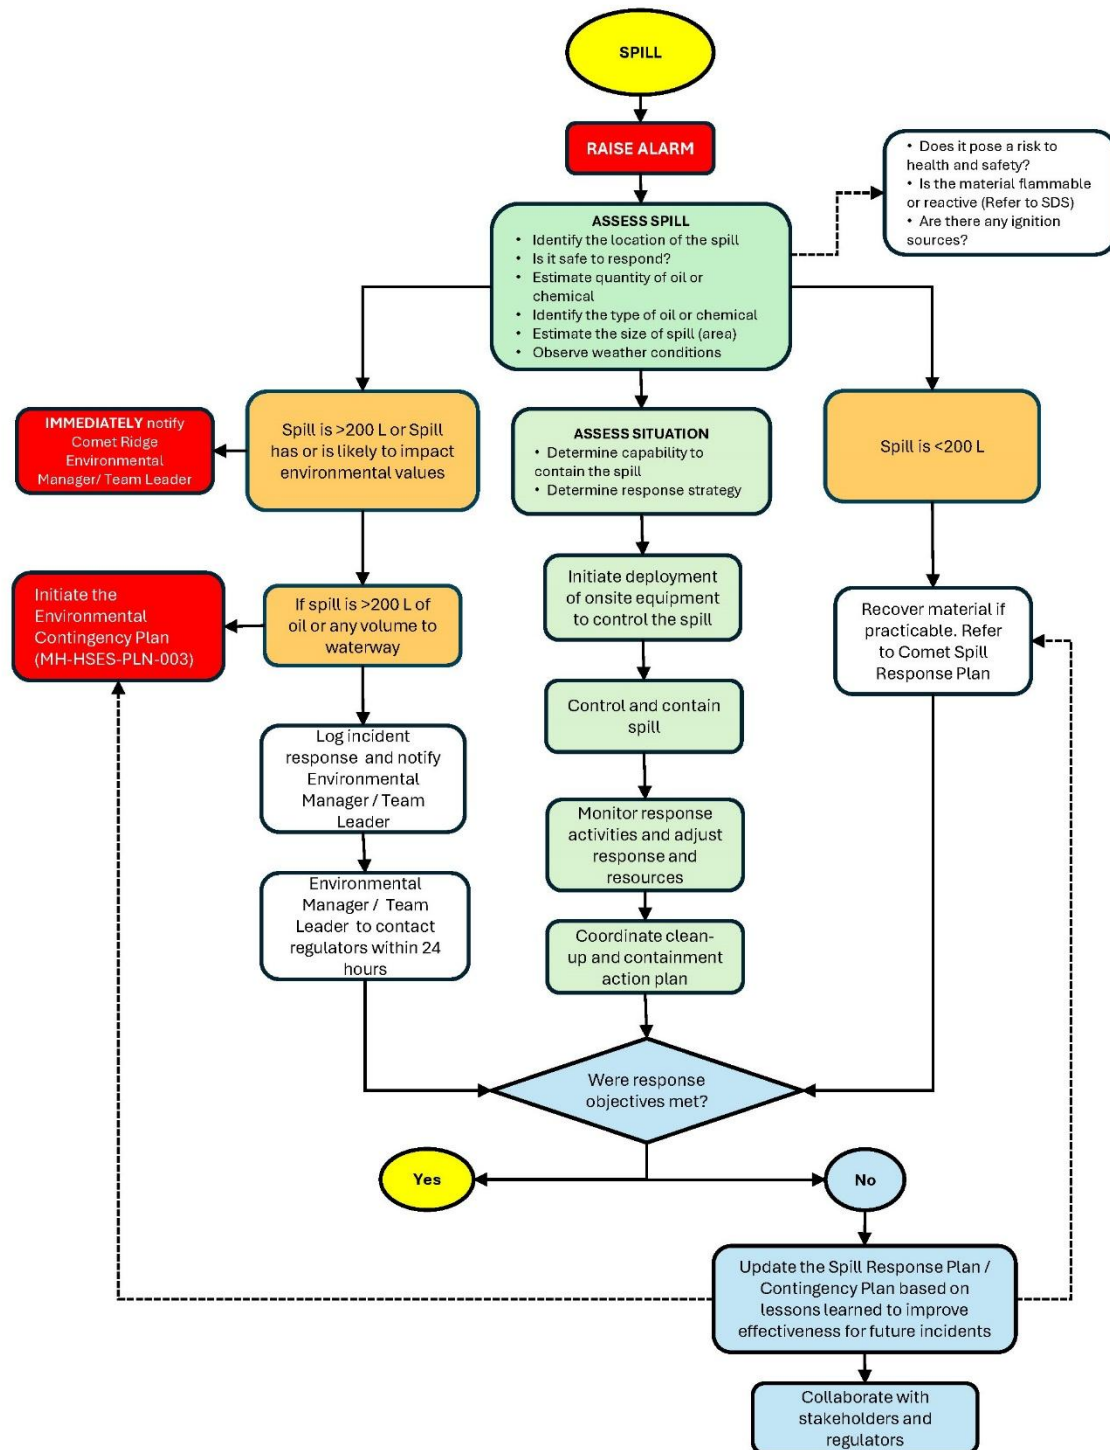 SPILL
RAISE ALARM
• Does it pose a risk to
health and safety?
• Is the material flammable
or reactive (Refer to SDS)
• Are there any ignition
sources?
ASSESS SPILL
• Identify the location of the spill
• Is it safe to respond?
• Estimate quantity of oil or
chemical
• Identify the type of oil or chemical
• Estimate the size of spill (area)
• Observe weather conditions
IMMEDIATELY notify
Comet Ridge
Environmental
Manager/ Team Leader
Spill is >200 L or Spill
has or is likely to impact
environmental values
ASSESS SITUATION
• Determine capability to
contain the spill
• Determine response strategy
Spill is <200 L
Initiate the
Environmental
Contingency Plan
(MH-HSES-PLN-003)
If spill is >200 L of
oil or any volume to
waterway
Initiate deployment
of onsite equipment
to control the spill
Recover material if
practicable. Refer
to Comet Spill
Response Plan
Log incident
response and notify
Environmental
Manager / Team
Leader
Control and contain
spill
Monitor response
activities and adjust
response and
resources
Environmental
Manager / Team
Leader to contact
regulators within 24
hours
Coordinate clean-
up and containment
action plan
Were response
objectives met?
Yes
No
Update the Spill Response Plan /
Contingency Plan based on
lessons learned to improve
effectiveness for future incidents
Collaborate with
stakeholders and
regulators